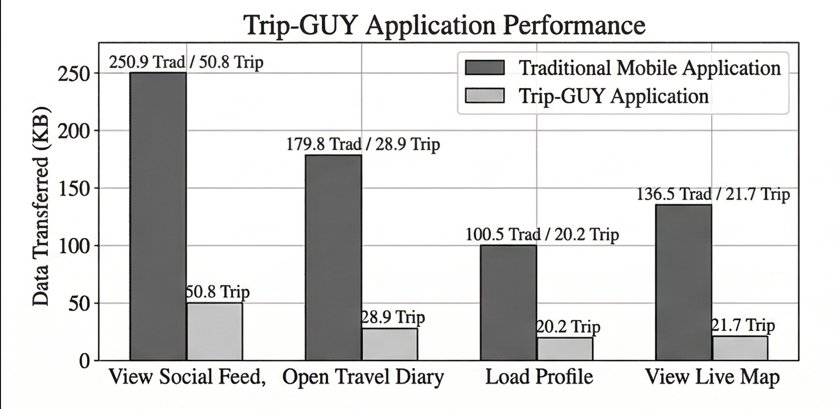 Trip-GUY Application Performance
250.9 Trad / 50.8 Trip
Traditional Mobile Application
Trip-GUY Application
179.8 Trad / 28.9 Trip
136.5 Trad / 21.7 Trip
100.5 Trad / 20.2 Trip
50.8 Trip
28.9 Trip
20.2 Trip
21.7 Trip
Data Transferred (KB)
250
200
150
100
50
0
View Social Feed,
Open Travel Diary
Load Profile
View Live Map